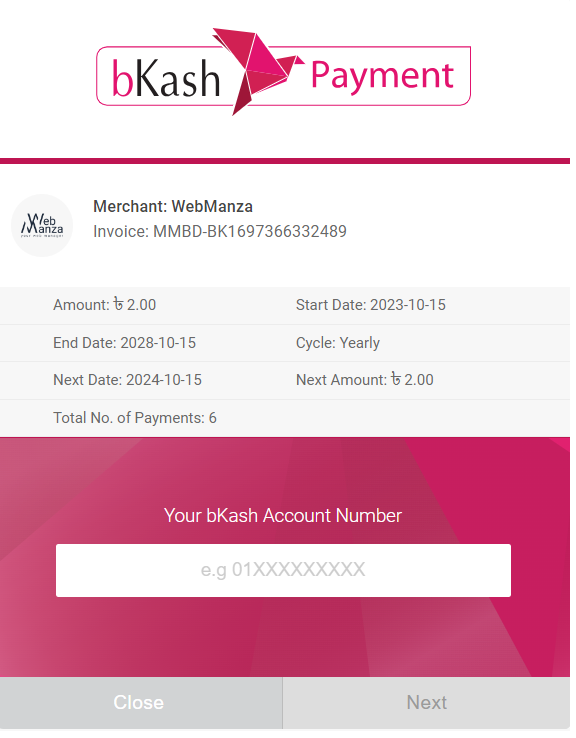 bKash Payment
Web
Manza
Merchant: WebManza
Invoice: MMBD-BK1697366332489
Amount: ৳ 2.00 Start Date: 2023-10-15
End Date: 2028-10-15 Cycle: Yearly
Next Date: 2024-10-15 Next Amount: ৳ 2.00
Total No. of Payments: 6
Your bKash Account Number
e.g 01XXXXXXXXX
Close Next